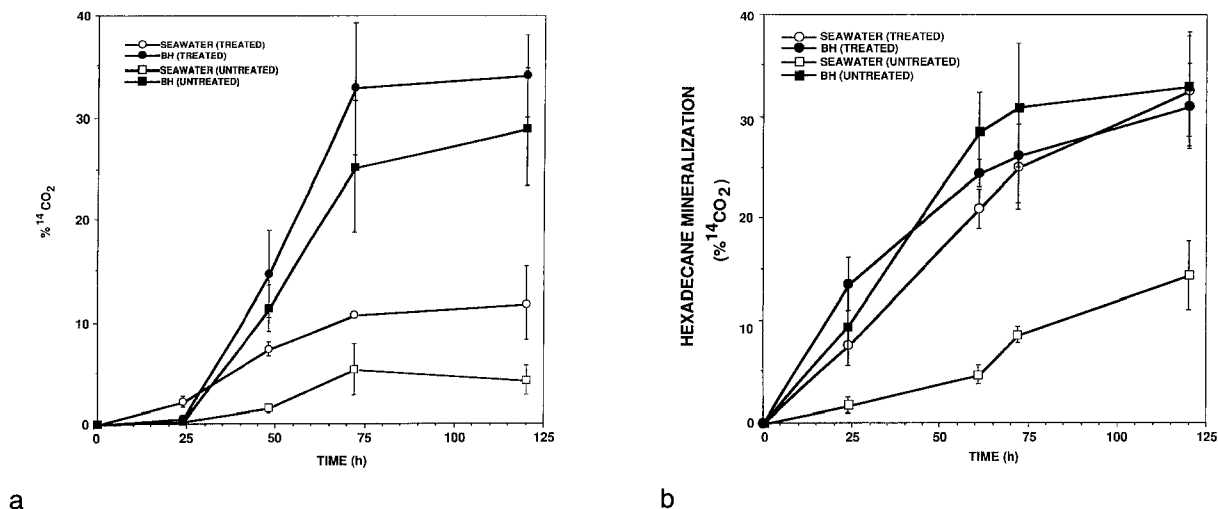 40
30
20
10
0
% 14 CO2
SEAWATER (TREATED)
BH (TREATED)
SEAWATER (UNTREATED)
BH (UNTREATED)
0 25 50 75 100 125
TIME (h)
a
40
30
20
10
0
HEXADECANE MINERALIZATION
(%14CO2)
SEAWATER (TREATED)
BH (TREATED)
SEAWATER (UNTREATED)
BH (UNTREATED)
0 25 50 75 100 125
TIME (h)
b